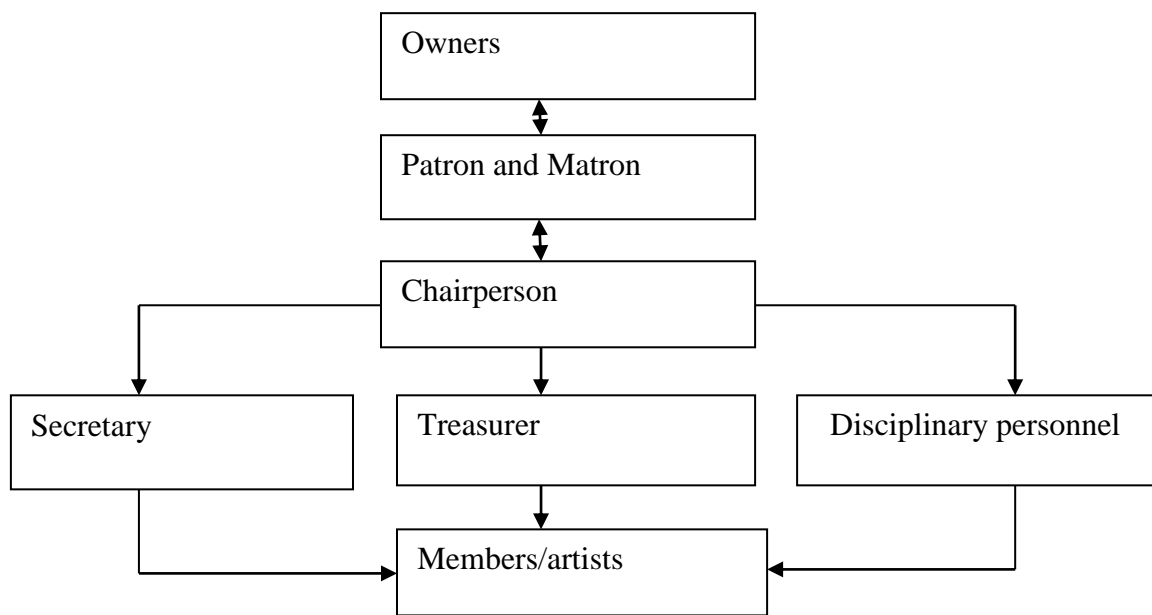 Owners
Patron and Matron
Chairperson
Secretary
Treasurer
Disciplinary personnel
Members/artists